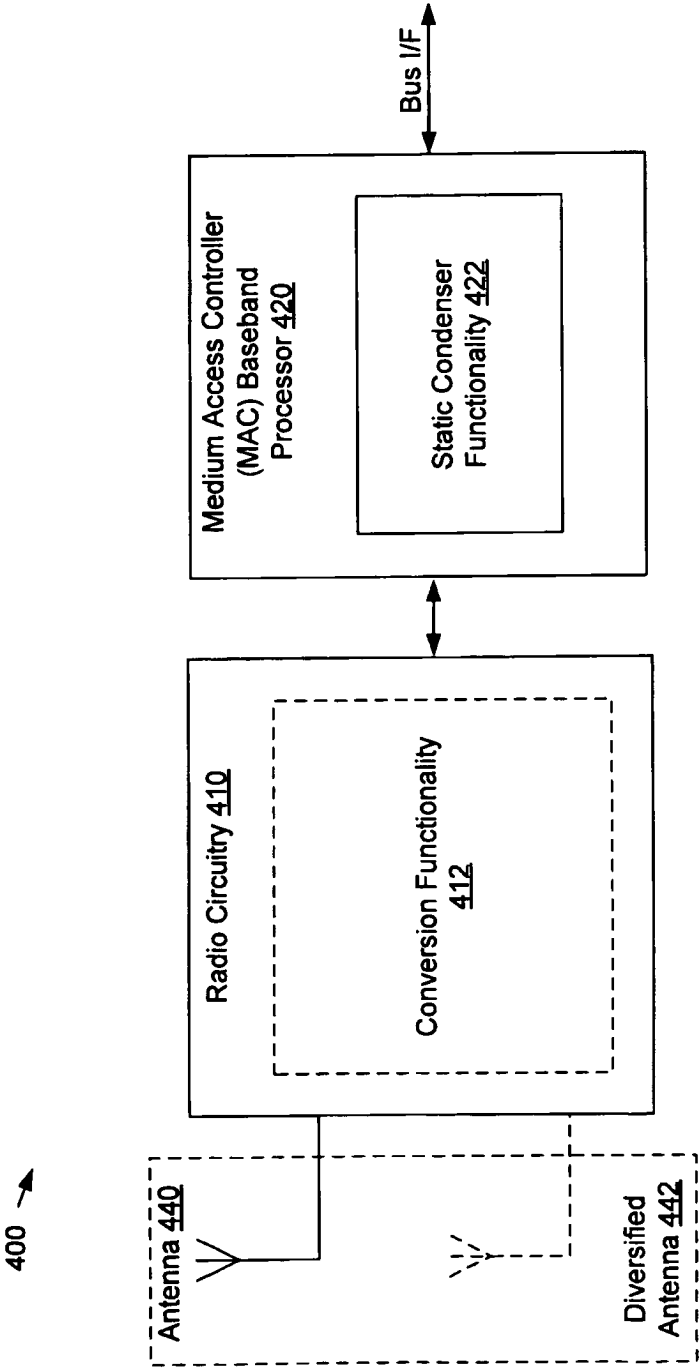 400
Antenna 440
Diversified
Antenna 442
Radio Circuitry 410
Conversion Functionality
412
Medium Access Controller
(MAC) Baseband
Processor 420
Static Condenser
Functionality 422
Bus I/F